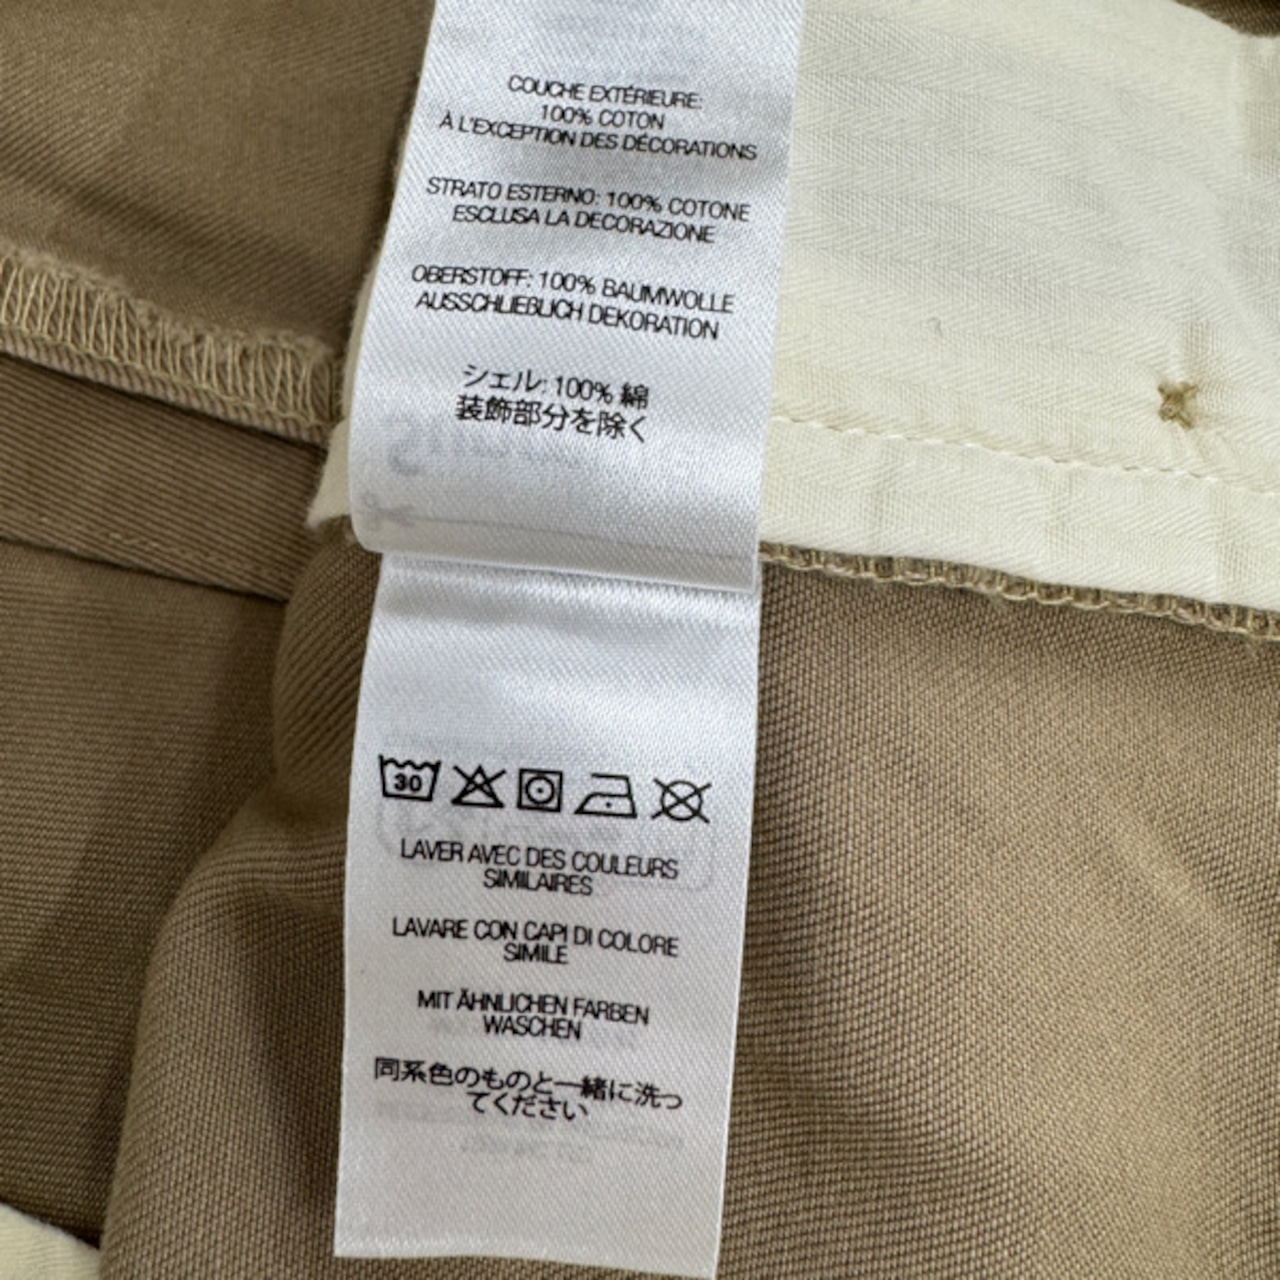 COUCHE EXTÉRIEURE:
100% COTON
À L'EXCEPTION DES DÉCORATIONS
STRATO ESTERNO: 100% COTONE
ESCLUSA LA DECORAZIONE
OBERSTOFF: 100% BAUMWOLLE
AUSSCHLIEBLICH DEKORATION
シェル: 100% 綿
装飾部分を除く
30
LAVER AVEC DES COULEURS
SIMILAIRES
LAVARE CON CAPI DI COLORE
SIMILE
MIT ÄHNLICHEN FARBEN
WASCHEN
同系色のものと一緒に洗っ
てください